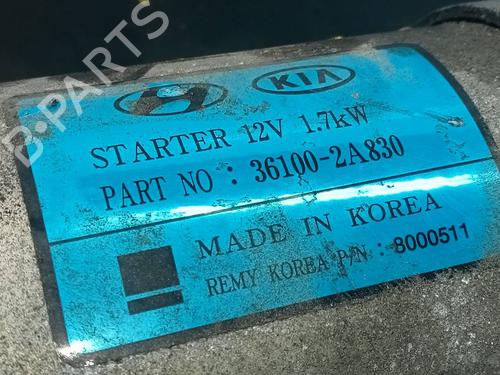 B-PARTS
KIA
STARTER 12V 1.7kW
PART NO : 36100-2A830
MADE IN KOREA
REMY KOREA P/N : 8000511